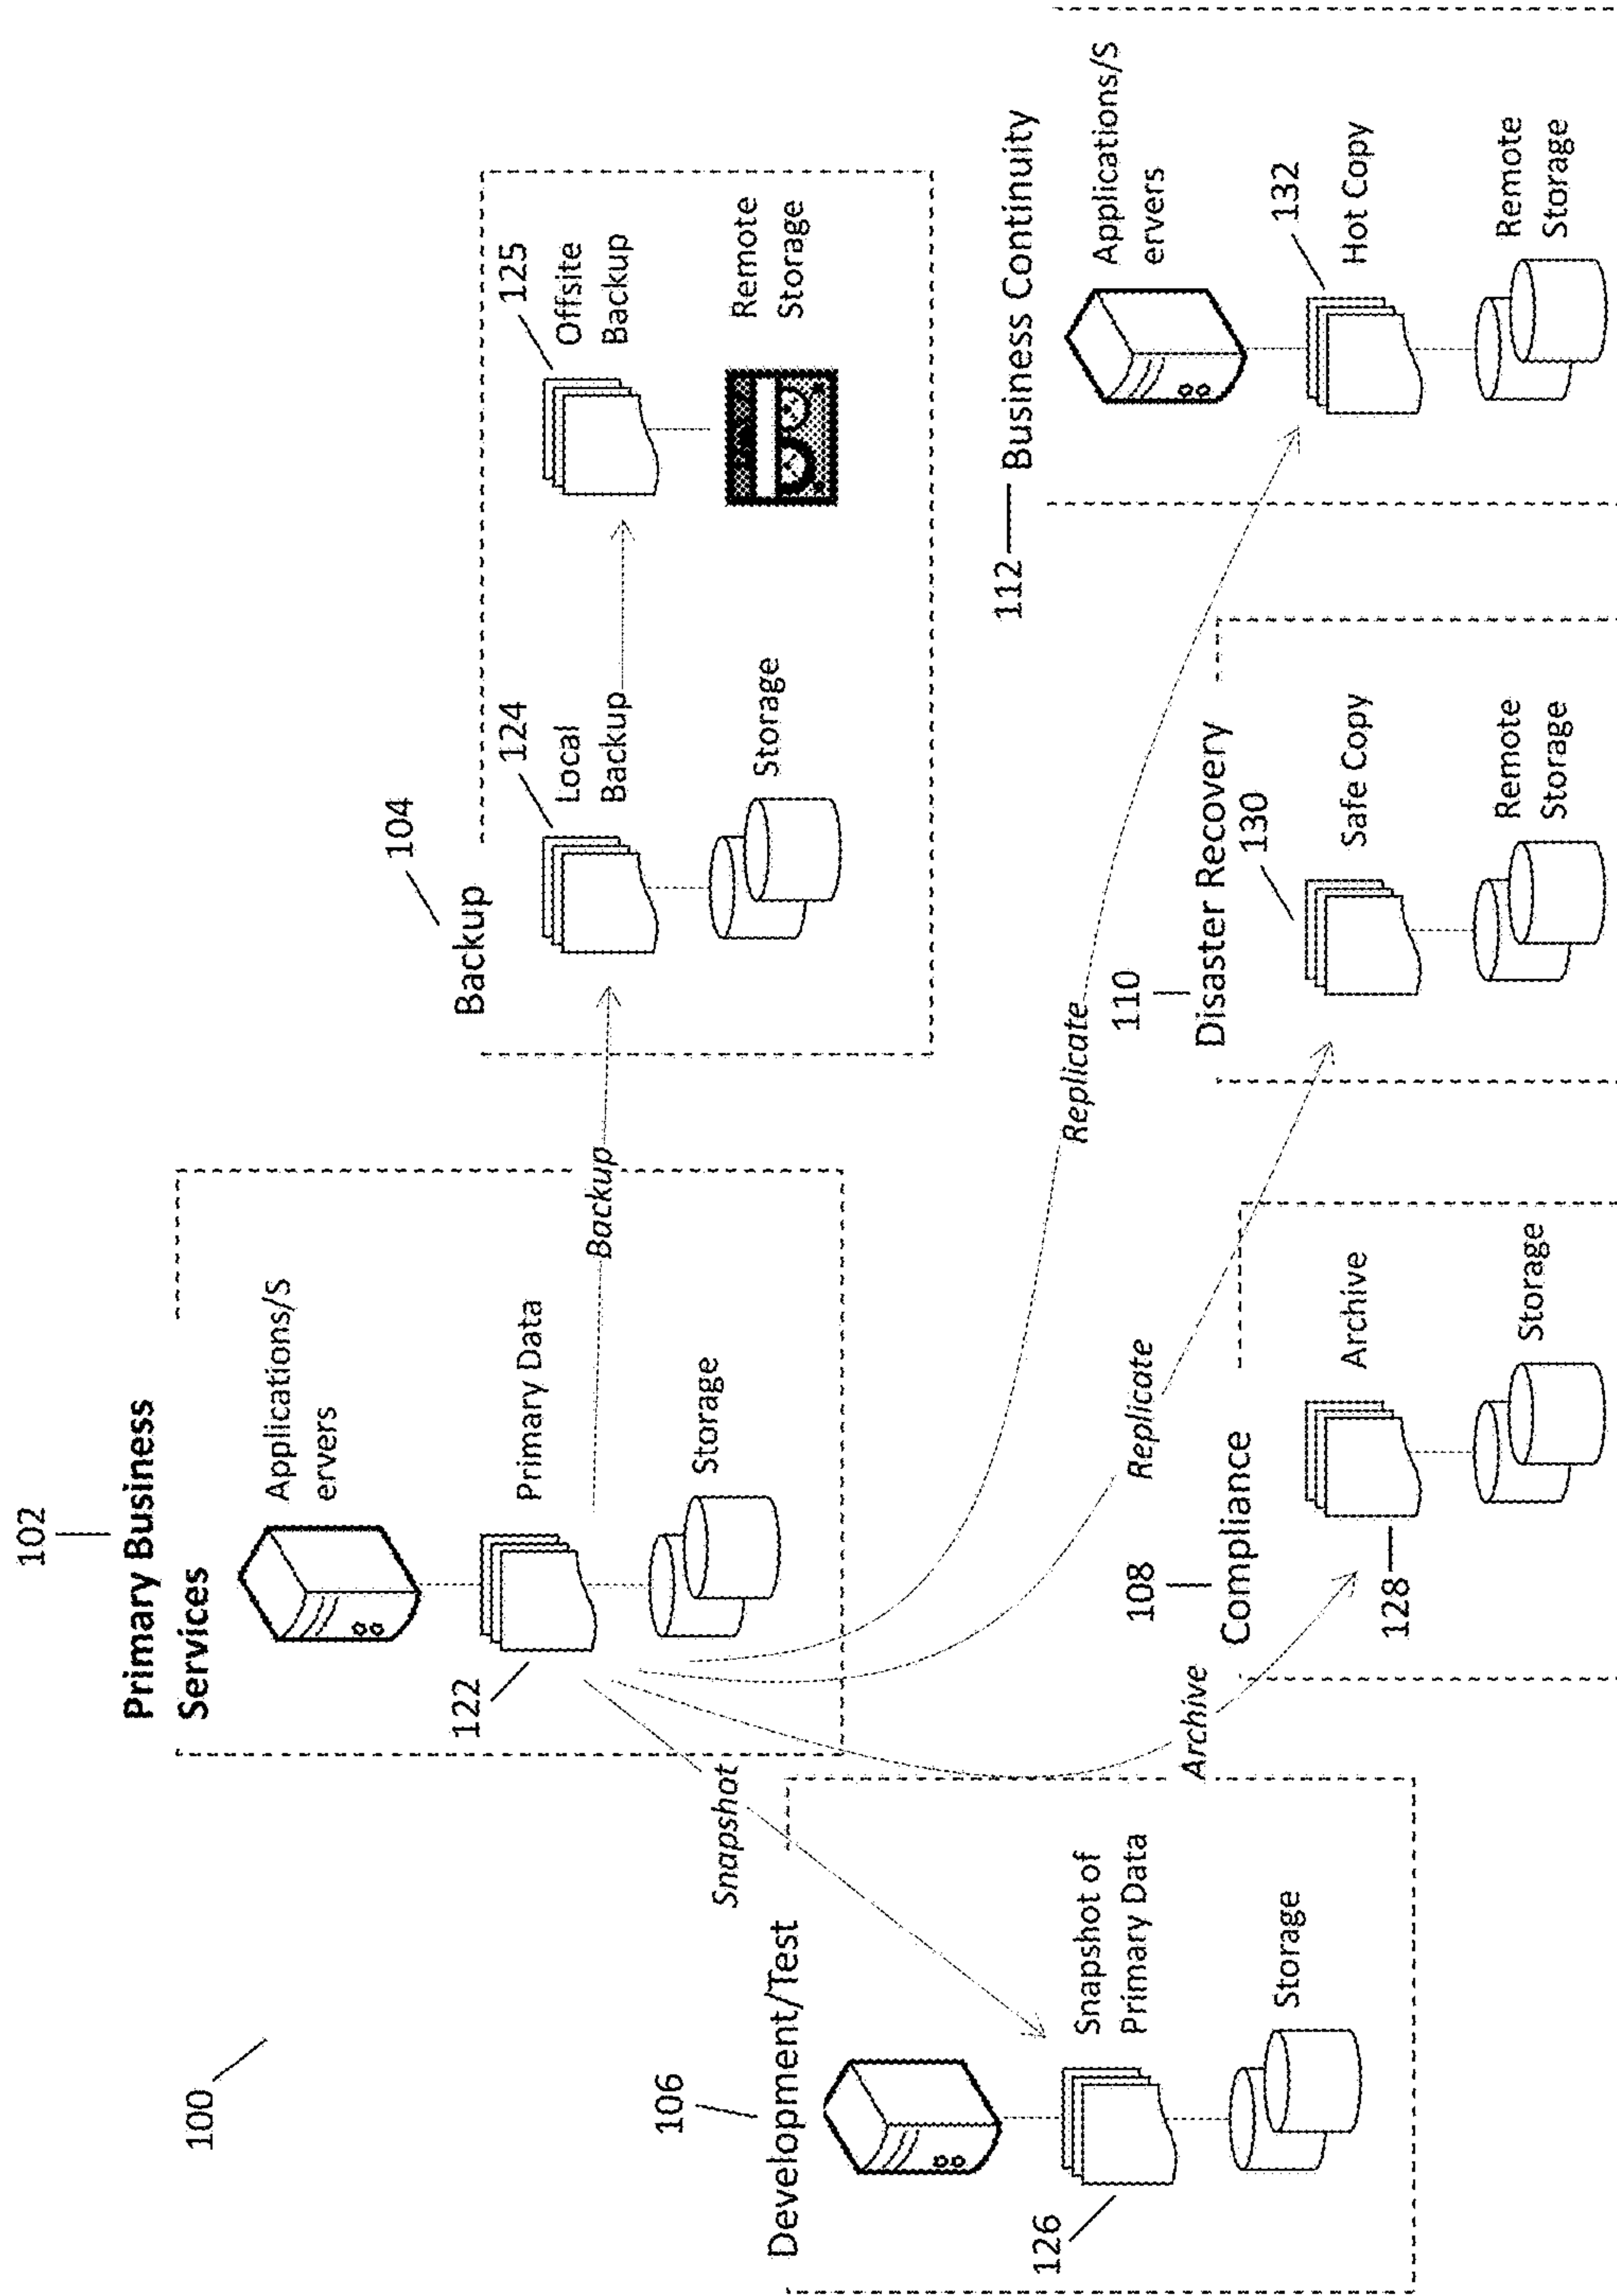 100
102
Primary Business
Services
Applications/S
ervers
122
Primary Data
Storage
Backup
104
Backup
124
Local
Backup
Storage
125
Offsite
Backup
Remote
Storage
Snapshot
106
Development/Test
126
Snapshot of
Primary Data
Storage
Archive
108
Compliance
128
Archive
Storage
Replicate
110
Disaster Recovery
130
Safe Copy
Remote
Storage
Replicate
112
Business Continuity
Applications/S
ervers
132
Hot Copy
Remote
Storage